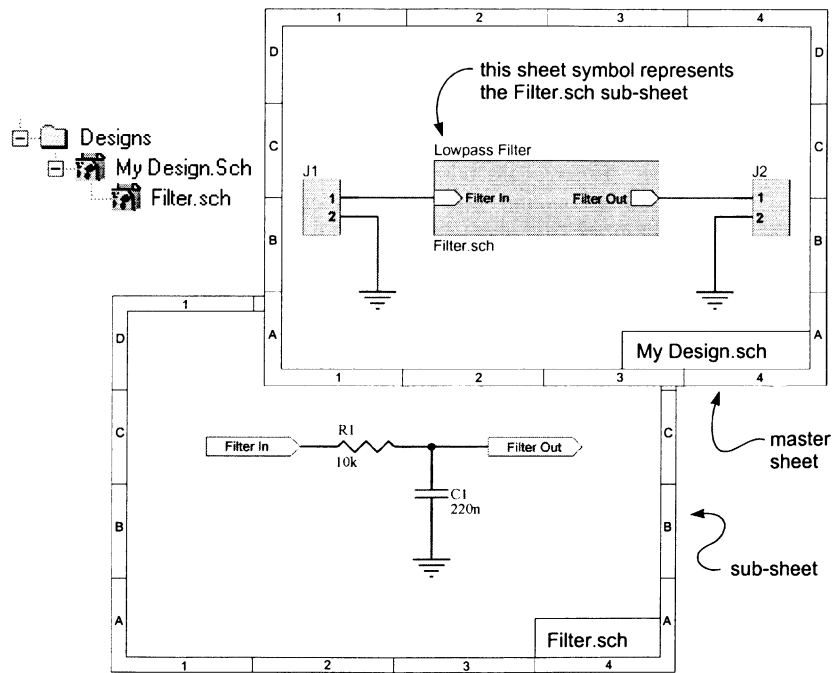 1 2 3 4
D D
this sheet symbol represents
the Filter.sch sub-sheet
Designs
My Design.Sch
Filter.sch
C C
Lowpass Filter
J1 J2
1 Filter In Filter Out 1
2 2
Filter.sch
B B
A A
My Design.sch
1 2 3 4
master
sheet
1
D
C C
Filter In R1 Filter Out
10k
C1
220n
B B
sub-sheet
A A
Filter.sch
1 2 3 4